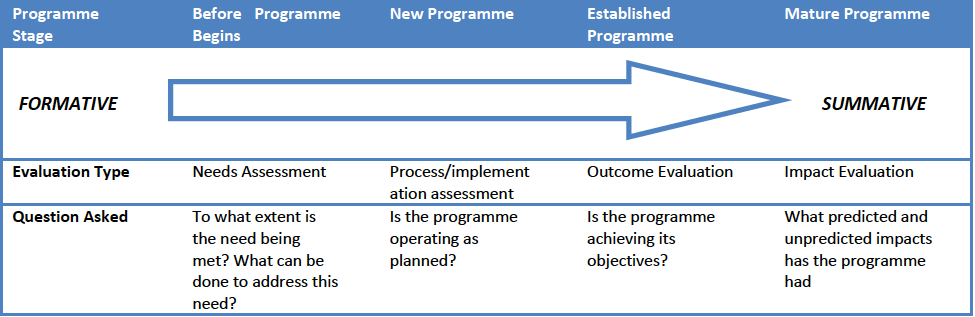 Programme Stage
Before Programme Begins
New Programme
Established Programme
Mature Programme
FORMATIVE
SUMMATIVE
Evaluation Type
Needs Assessment
Process/implement
ation assessment
Outcome Evaluation
Impact Evaluation
Question Asked
To what extent is
the need being
met? What can be
done to address this
need?
Is the programme
operating as
planned?
Is the programme
achieving its
objectives?
What predicted and
unpredicted impacts
has the programme
had